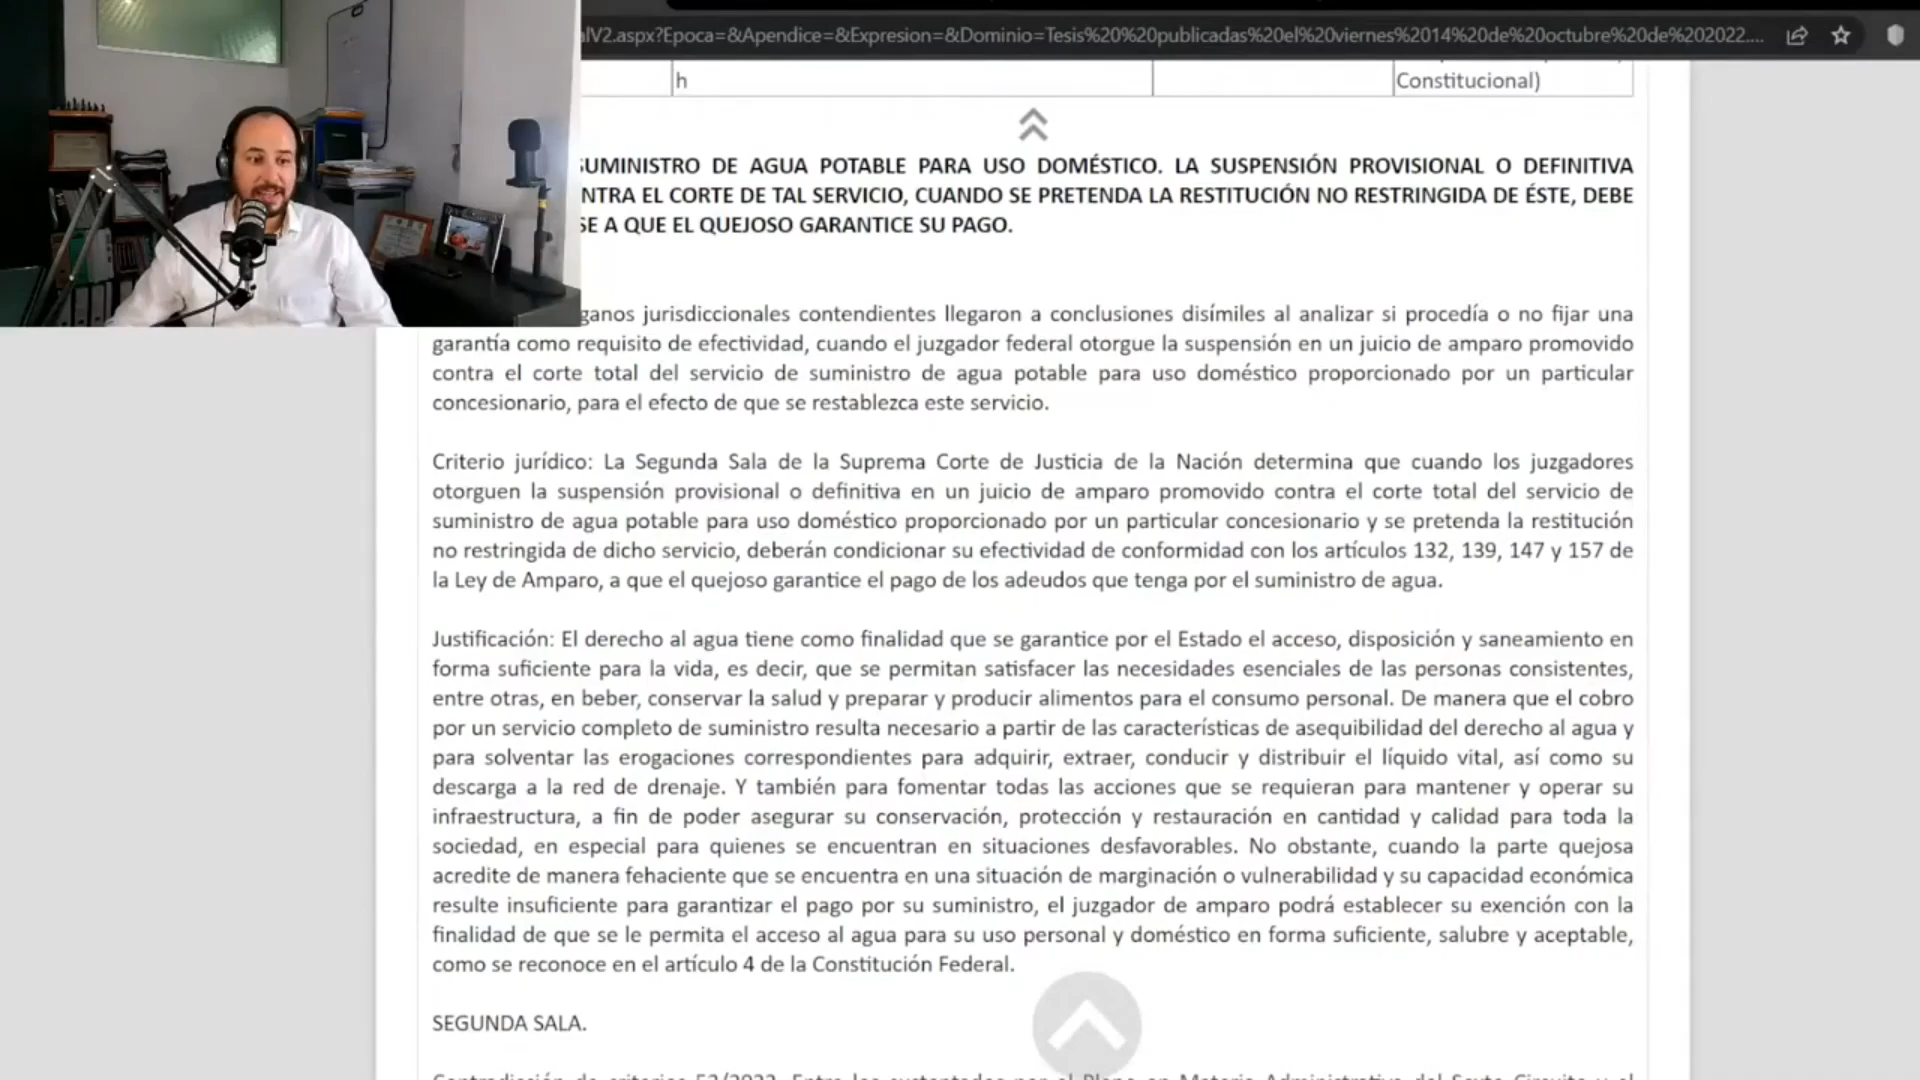 lV2.aspx?Epoca=&Apendice=&Expresion=&Dominio=Tesis%20%20publicadas%20el%20viernes%2014%20de%20octubre%20de%202022....
h
Constitucional)
SUMINISTRO DE AGUA POTABLE PARA USO DOMÉSTICO. LA SUSPENSIÓN PROVISIONAL O DEFINITIVA
NTRA EL CORTE DE TAL SERVICIO, CUANDO SE PRETENDA LA RESTITUCIÓN NO RESTRINGIDA DE ÉSTE, DEBE
SE A QUE EL QUEJOSO GARANTICE SU PAGO.
ganos jurisdiccionales contendientes llegaron a conclusiones disímiles al analizar si procedía o no fijar una
garantía como requisito de efectividad, cuando el juzgador federal otorgue la suspensión en un juicio de amparo promovido
contra el corte total del servicio de suministro de agua potable para uso doméstico proporcionado por un particular
concesionario, para el efecto de que se restablezca este servicio.
Criterio jurídico: La Segunda Sala de la Suprema Corte de Justicia de la Nación determina que cuando los juzgadores
otorguen la suspensión provisional o definitiva en un juicio de amparo promovido contra el corte total del servicio de
suministro de agua potable para uso doméstico proporcionado por un particular concesionario y se pretenda la restitución
no restringida de dicho servicio, deberán condicionar su efectividad de conformidad con los artículos 132, 139, 147 y 157 de
la Ley de Amparo, a que el quejoso garantice el pago de los adeudos que tenga por el suministro de agua.
Justificación: El derecho al agua tiene como finalidad que se garantice por el Estado el acceso, disposición y saneamiento en
forma suficiente para la vida, es decir, que se permitan satisfacer las necesidades esenciales de las personas consistentes,
entre otras, en beber, conservar la salud y preparar y producir alimentos para el consumo personal. De manera que el cobro
por un servicio completo de suministro resulta necesario a partir de las características de asequibilidad del derecho al agua y
para solventar las erogaciones correspondientes para adquirir, extraer, conducir y distribuir el líquido vital, así como su
descarga a la red de drenaje. Y también para fomentar todas las acciones que se requieran para mantener y operar su
infraestructura, a fin de poder asegurar su conservación, protección y restauración en cantidad y calidad para toda la
sociedad, en especial para quienes se encuentran en situaciones desfavorables. No obstante, cuando la parte quejosa
acredite de manera fehaciente que se encuentra en una situación de marginación o vulnerabilidad y su capacidad económica
resulte insuficiente para garantizar el pago por su suministro, el juzgador de amparo podrá establecer su exención con la
finalidad de que se le permita el acceso al agua para su uso personal y doméstico en forma suficiente, salubre y aceptable,
como se reconoce en el artículo 4 de la Constitución Federal.
SEGUNDA SALA.